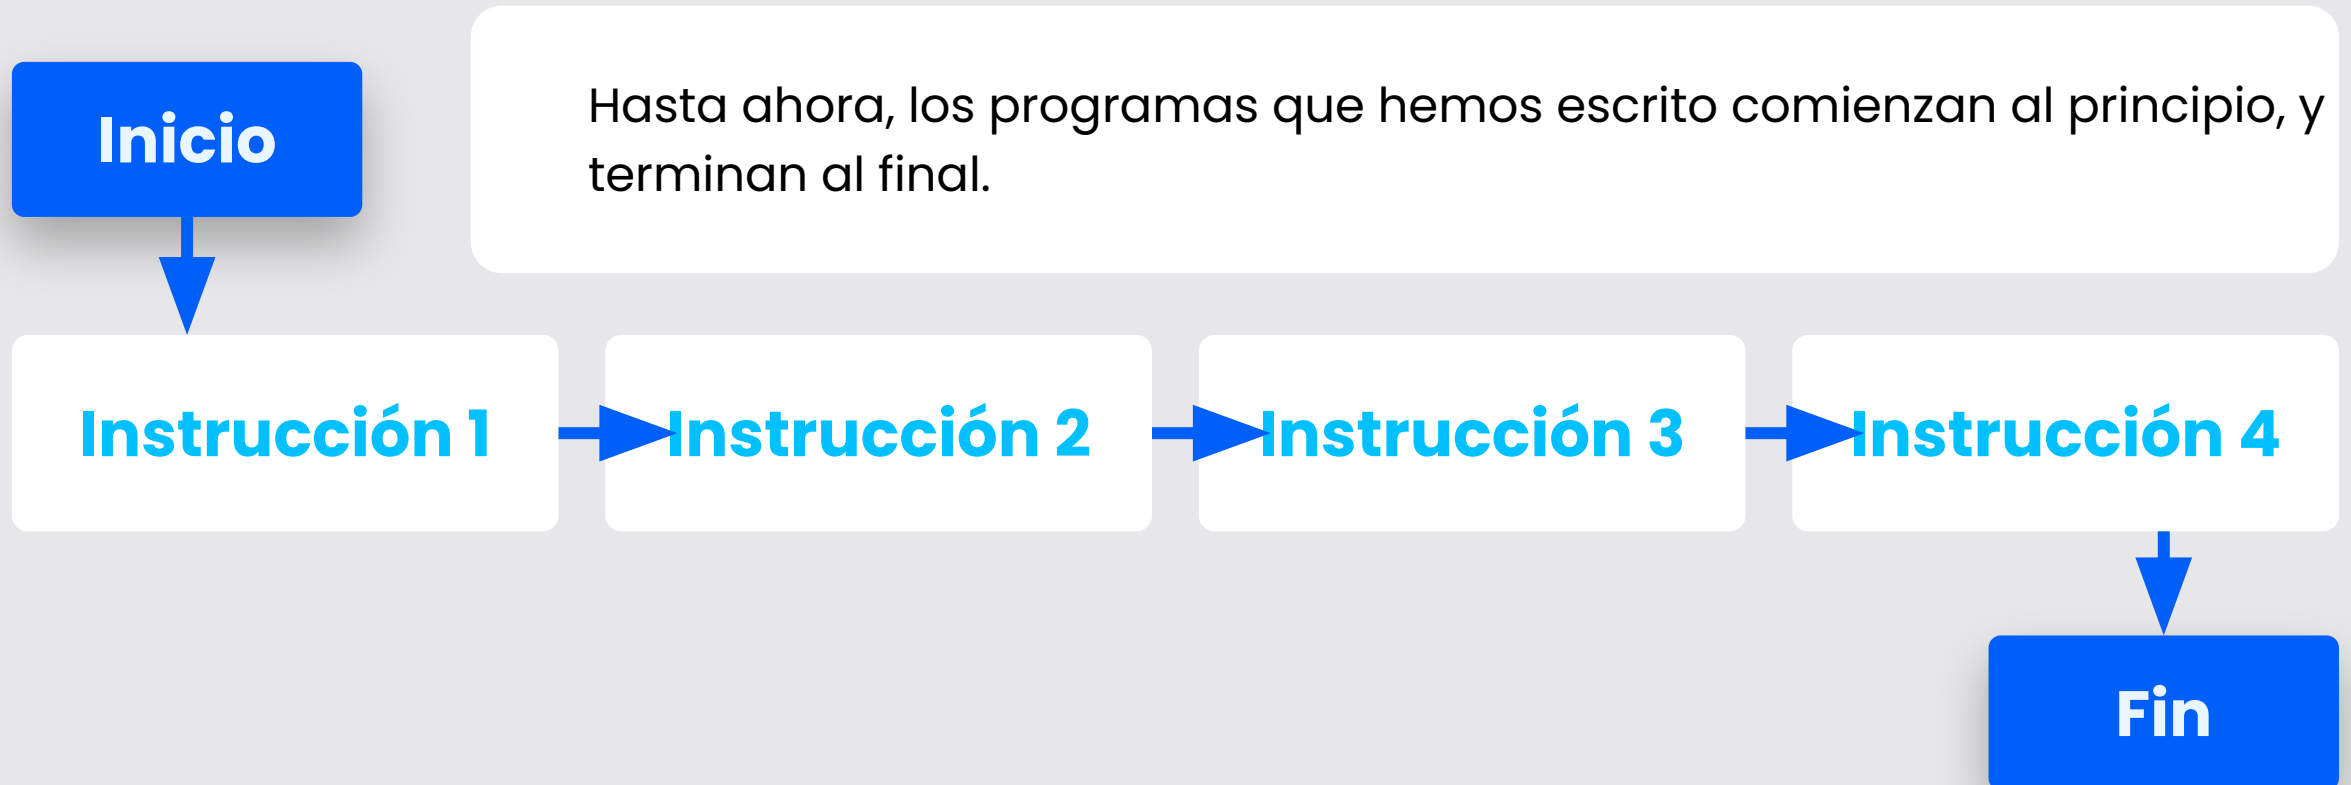 Inicio
Hasta ahora, los programas que hemos escrito comienzan al principio, y
terminan al final.
Instrucción 1
Instrucción 2
Instrucción 3
Instrucción 4
Fin